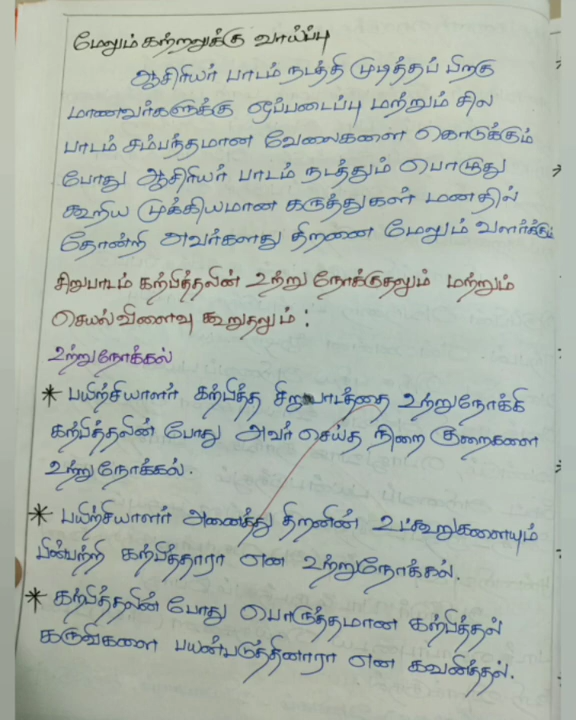 மேலும் கற்றலுக்கு வாய்ப்பு
ஆசிரியர் பாடம் நடத்தி முடித்தப் பிறகு
மாணவர்களுக்கு ஒப்படைப்பு மற்றும் சில
பாடம் சம்பந்தமான வேலைகளை கொடுக்கும்
போது ஆசிரியர் பாடம் நடத்தும் பொழுது
கூறிய முக்கியமான கருத்துகள் மனதில்
தோன்றி அவர்களது திறனை மேலும் வளர்க்கும்
சிறுபாடம் கற்பித்தலின் உற்று நோக்குதலும் மற்றும்
செயல்விளைவு கூறுதலும் :
உற்றுநோக்கல்
* பயிற்சியாளர் கற்பித்த சிறுபாடத்தை உற்றுநோக்கி
கற்பித்தலின் போது அவர் செய்த நிறை குறைகளை
உற்றுநோக்கல்.
* பயிற்சியாளர் அனைத்து திறனின் உட்கூறுகளையும்
பின்பற்றி கற்பித்தாரா என உற்றுநோக்கல்.
* கற்பித்தலின் போது பொருத்தமான கற்பித்தல்
கருவிகளை பயன்படுத்தினாரா என கவனித்தல்.